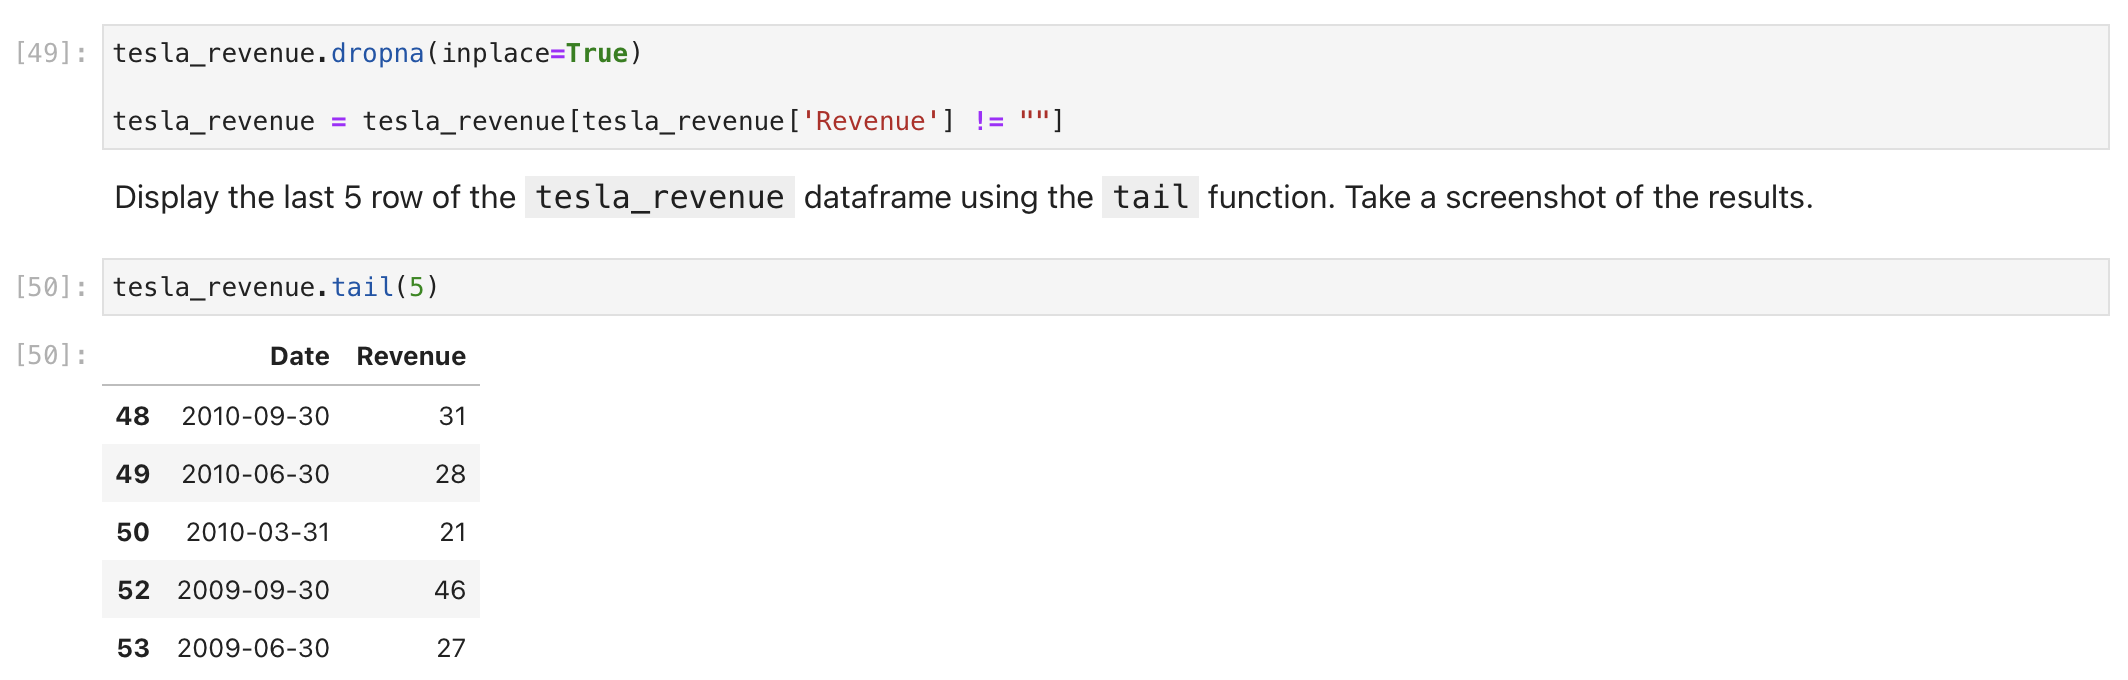 [49]: tesla_revenue.dropna(inplace=True)
tesla_revenue = tesla_revenue[tesla_revenue['Revenue'] != ""]
Display the last 5 row of the tesla_revenue dataframe using the tail function. Take a screenshot of the results.
[50]: tesla_revenue.tail(5)
[50]: Date Revenue
48 2010-09-30 31
49 2010-06-30 28
50 2010-03-31 21
52 2009-09-30 46
53 2009-06-30 27